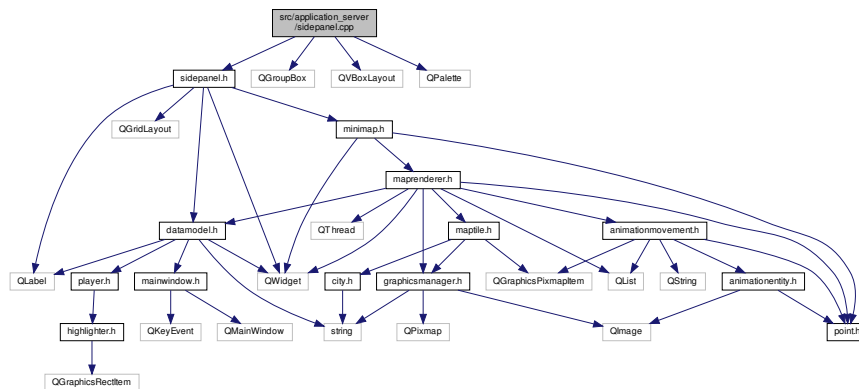 src/application_server
/sidepanel.cpp
sidepanel.h
QGroupBox
QVBoxLayout
QPalette
QGridLayout
minimap.h
maprenderer.h
datamodel.h
QThread
maptile.h
animationmovement.h
QLabel
player.h
mainwindow.h
QWidget
city.h
graphicsmanager.h
QGraphicsPixmapItem
QList
QString
animationentity.h
highlighter.h
QKeyEvent
QMainWindow
string
QPixmap
QImage
point.h
QGraphicsRectItem